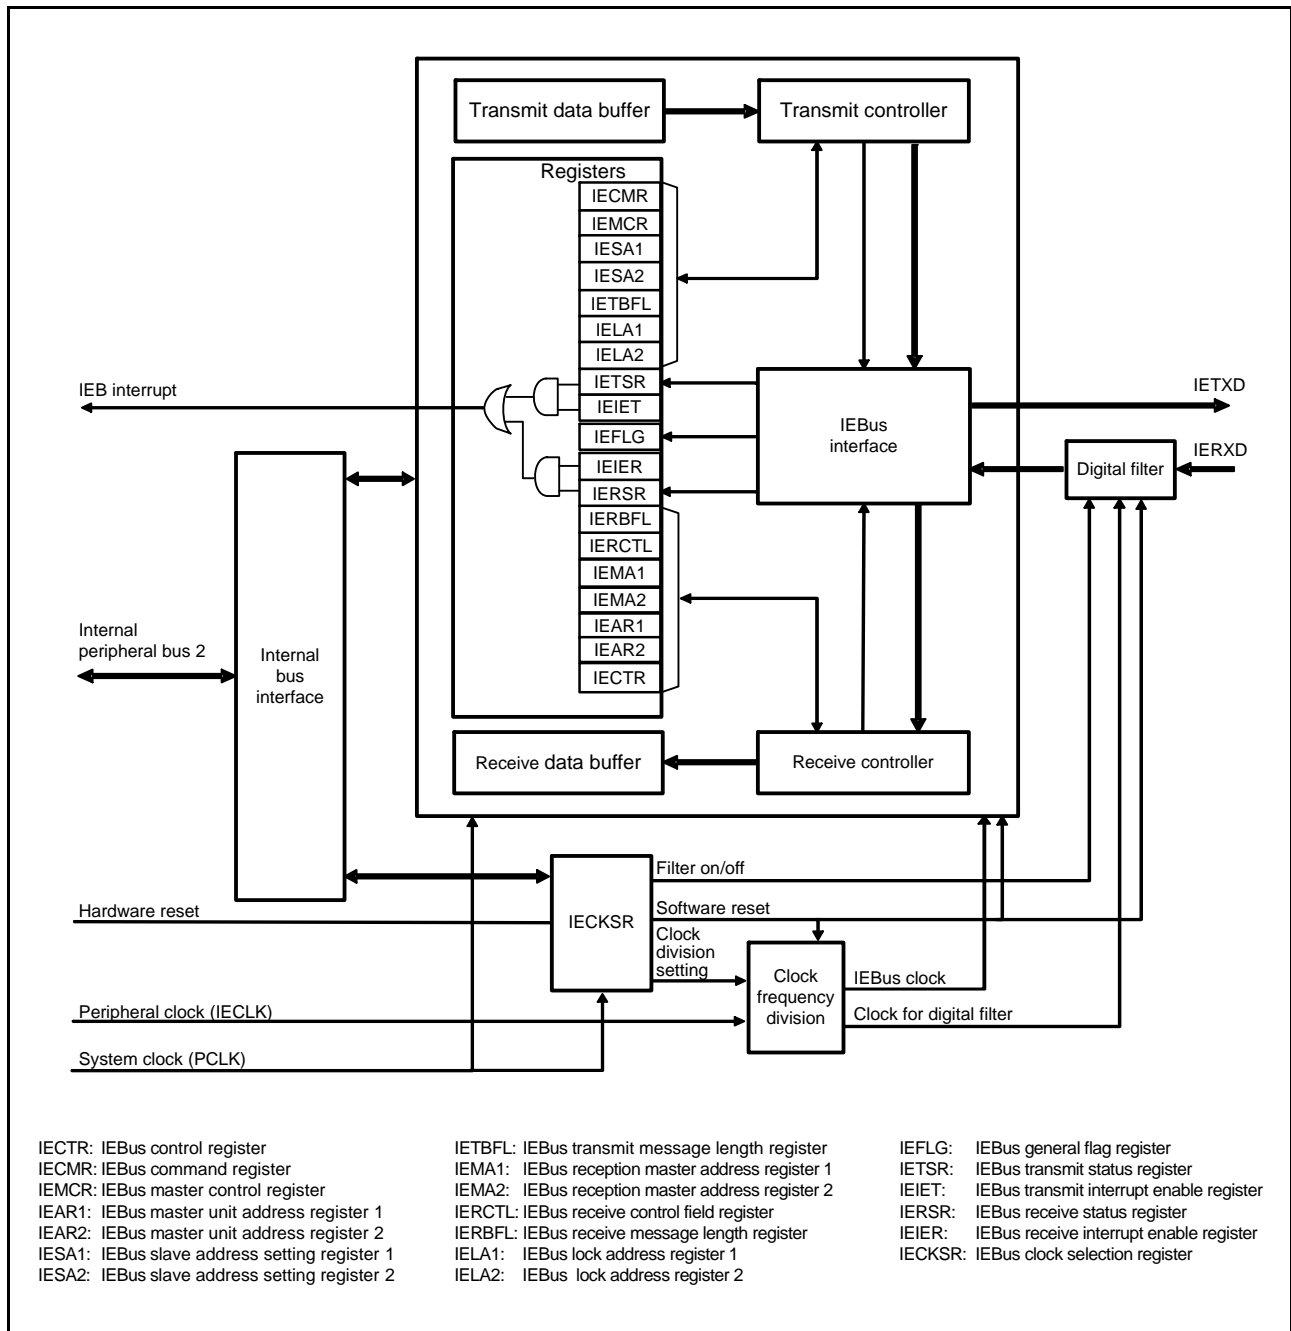 Transmit data buffer
Transmit controller
Registers
IECMR
IEMCR
IESA1
IESA2
IETBFL
IELA1
IELA2
IETSR
IEIET
IEFLG
IEIER
IERSR
IERBFL
IERCTL
IEMA1
IEMA2
IEAR1
IEAR2
IECTR
IEB interrupt
IEBus
interface
IETXD
IERXD
Digital filter
Internal
peripheral bus 2
Internal
bus
interface
Receive data buffer
Receive controller
Filter on/off
Hardware reset
IECKSR
Software reset
Clock
division
setting
Clock
frequency
division
IEBus clock
Clock for digital filter
Peripheral clock (IECLK)
System clock (PCLK)
IECTR: IEBus control register
IECMR: IEBus command register
IEMCR: IEBus master control register
IEAR1: IEBus master unit address register 1
IEAR2: IEBus master unit address register 2
IESA1: IEBus slave address setting register 1
IESA2: IEBus slave address setting register 2
IETBFL: IEBus transmit message length register
IEMA1: IEBus reception master address register 1
IEMA2: IEBus reception master address register 2
IERCTL: IEBus receive control field register
IERBFL: IEBus receive message length register
IELA1: IEBus lock address register 1
IELA2: IEBus lock address register 2
IEFLG: IEBus general flag register
IETSR: IEBus transmit status register
IEIET: IEBus transmit interrupt enable register
IERSR: IEBus receive status register
IEIER: IEBus receive interrupt enable register
IECKSR: IEBus clock selection register